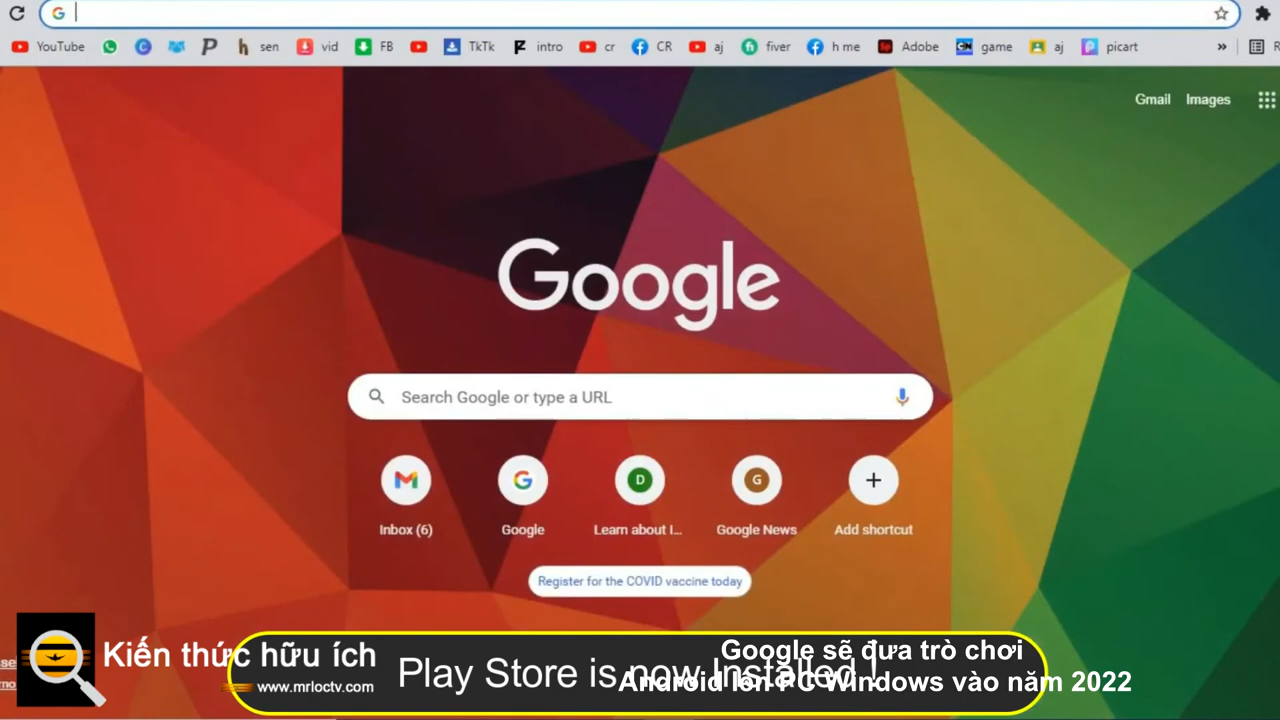 YouTube
P
h sen
vid
FB
TkTk
intro
cr
CR
aj
fiver
h me
Adobe
CN game
aj
picart
»
R
Gmail Images
Google
Search Google or type a URL
D
G
Inbox (6)
Google
Learn about I...
Google News
Add shortcut
Register for the COVID vaccine today
Kiến thức hữu ích
www.mrloctv.com
Play Store is now Installed !
Google sẽ đưa trò chơi
Android lên PC Windows vào năm 2022